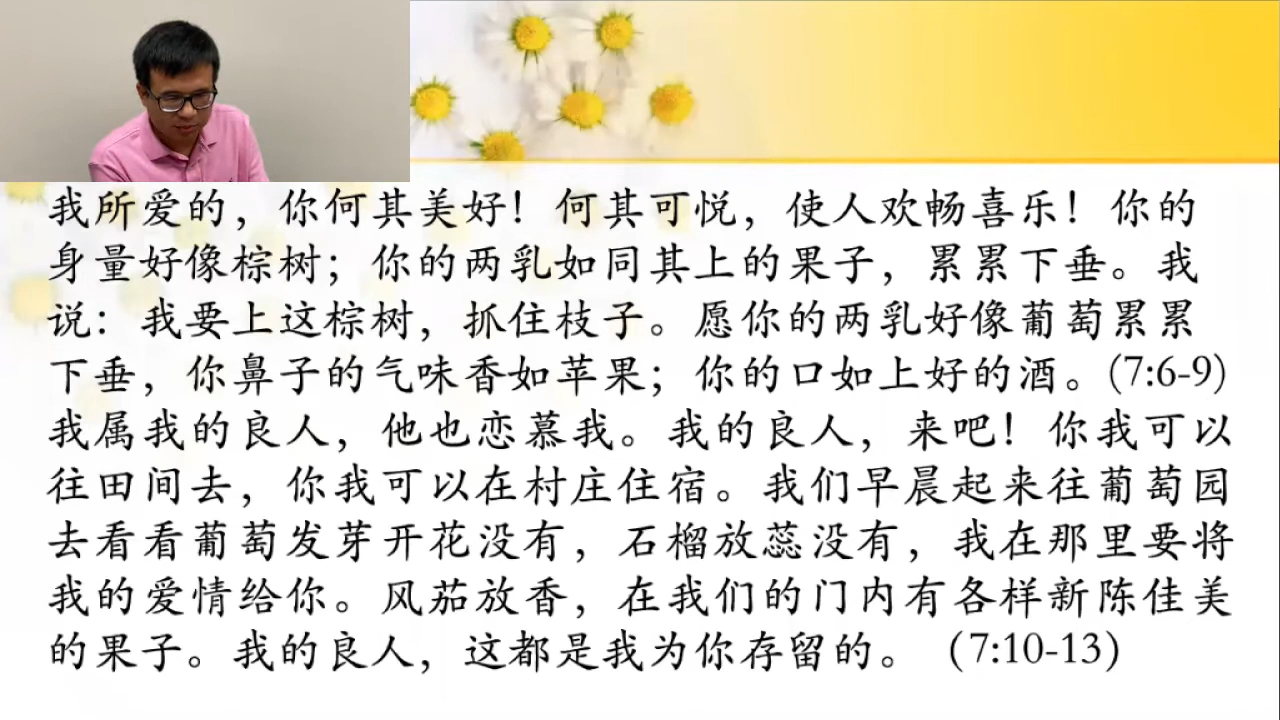 我所爱的，你何其美好！何其可悦，使人欢畅喜乐！你的
身量好像棕树；你的两乳如同其上的果子，累累下垂。我
说：我要上这棕树，抓住枝子。愿你的两乳好像葡萄累累
下垂，你鼻子的气味香如苹果；你的口如上好的酒。(7:6-9)
我属我的良人，他也恋慕我。我的良人，来吧！你我可以
往田间去，你我可以在村庄住宿。我们早晨起来往葡萄园
去看看葡萄发芽开花没有，石榴放蕊没有，我在那里要将
我的爱情给你。风茄放香，在我们的门内有各样新陈佳美
的果子。我的良人，这都是我为你存留的。（7:10-13）